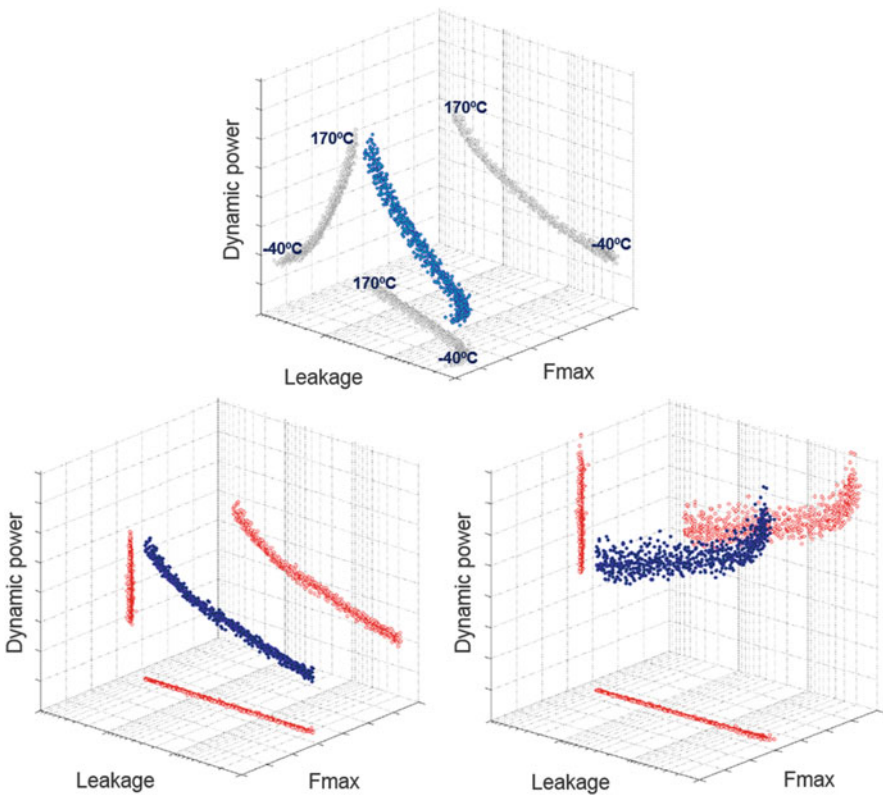 170ºC
170ºC
Dynamic power
-40ºC
-40ºC
170ºC
-40ºC
Leakage
Fmax
Dynamic power
Dynamic power
Leakage
Fmax
Leakage
Fmax